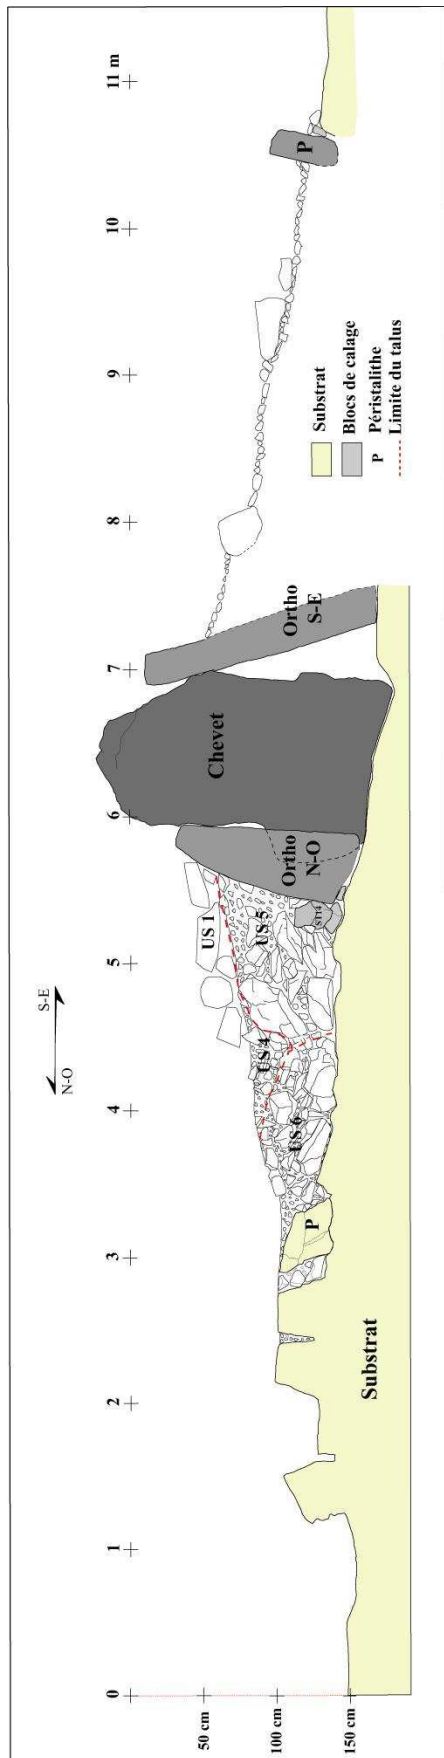 N-O S-E
0 1 2 3 4 5 6 7 8 9 10 11 m
50 cm
100 cm
150 cm
US 1
US 4
US 5
US 6
ST14
P
Ortho
N-O
Chevet
Ortho
S-E
P
Substrat
Substrat
Blocs de calage
P Péristalithe
Limite du talus